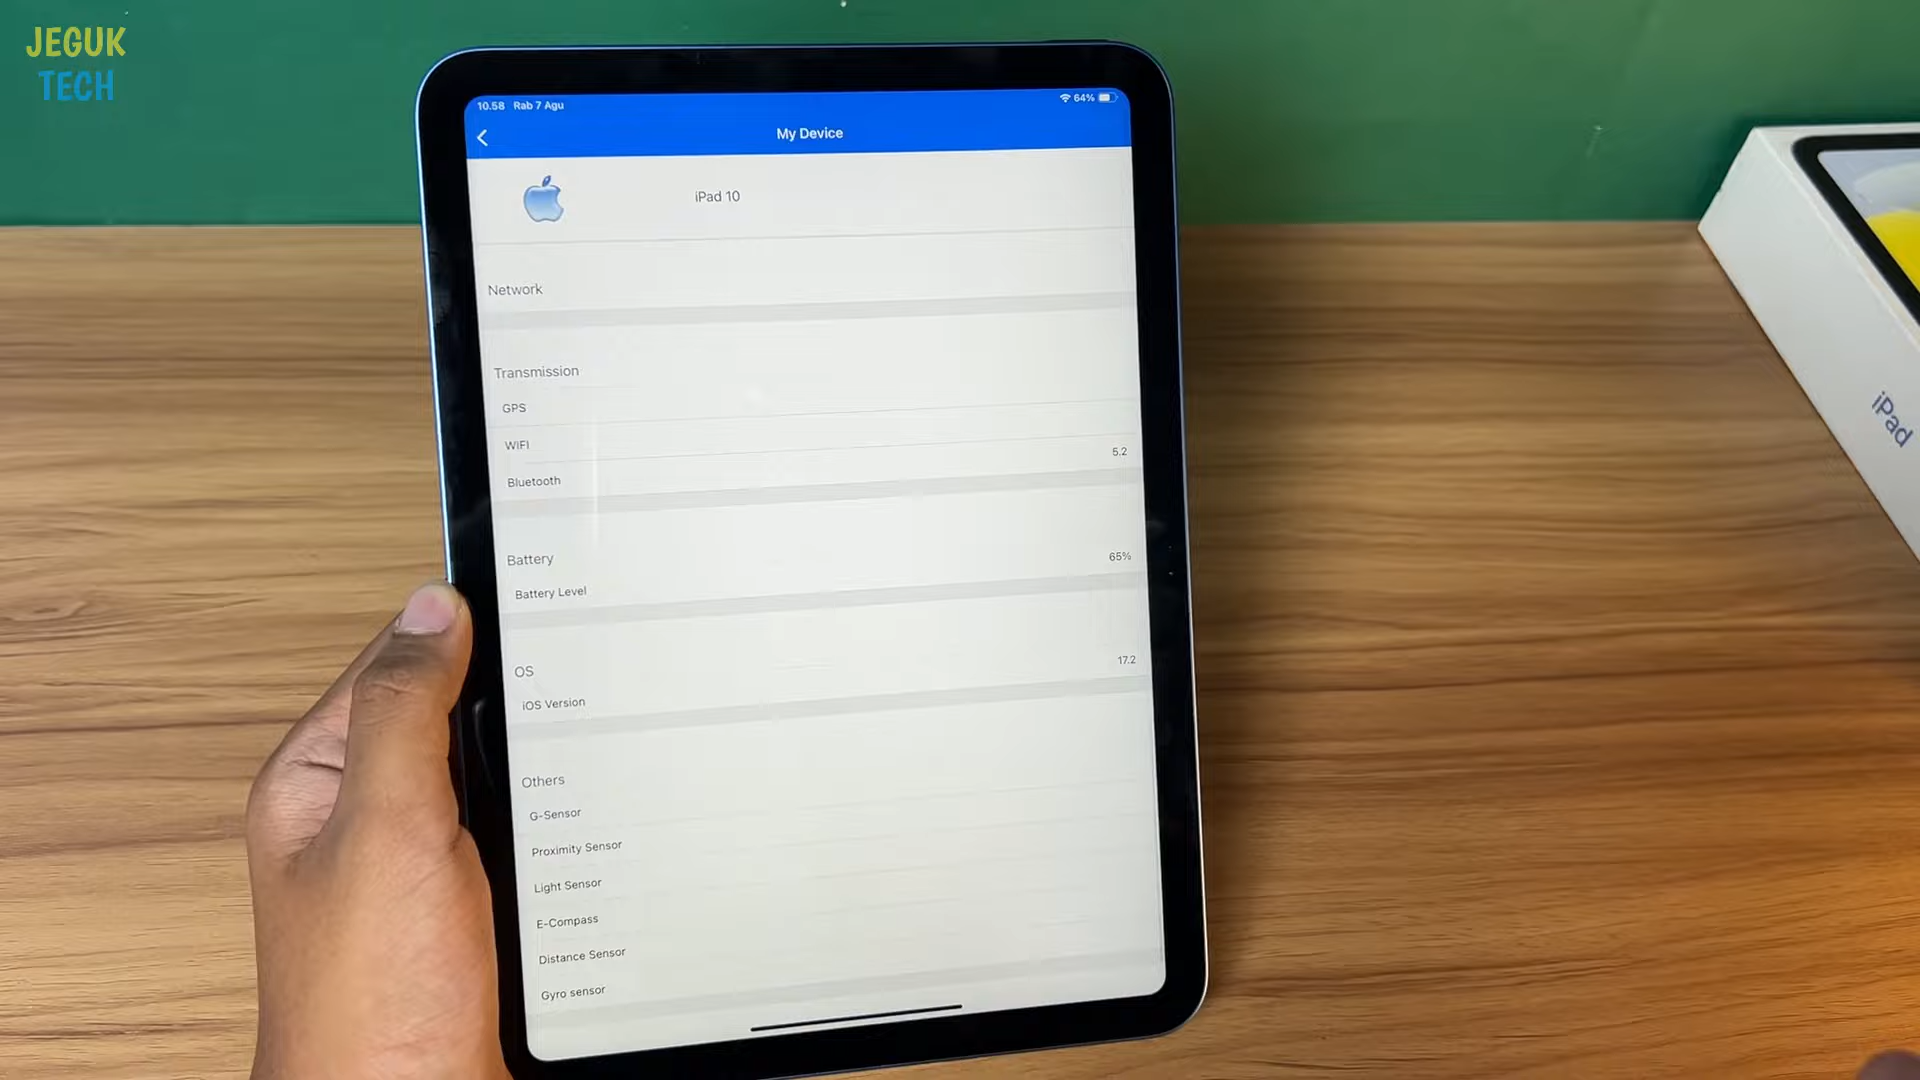 JEGUK
TECH
10.58 Rab 7 Agu
64%
My Device
iPad 10
Network
Transmission
GPS
WIFI
Bluetooth 5.2
Battery
Battery Level 65%
OS
iOS Version 17.2
Others
G-Sensor
Proximity Sensor
Light Sensor
E-Compass
Distance Sensor
Gyro sensor
iPad